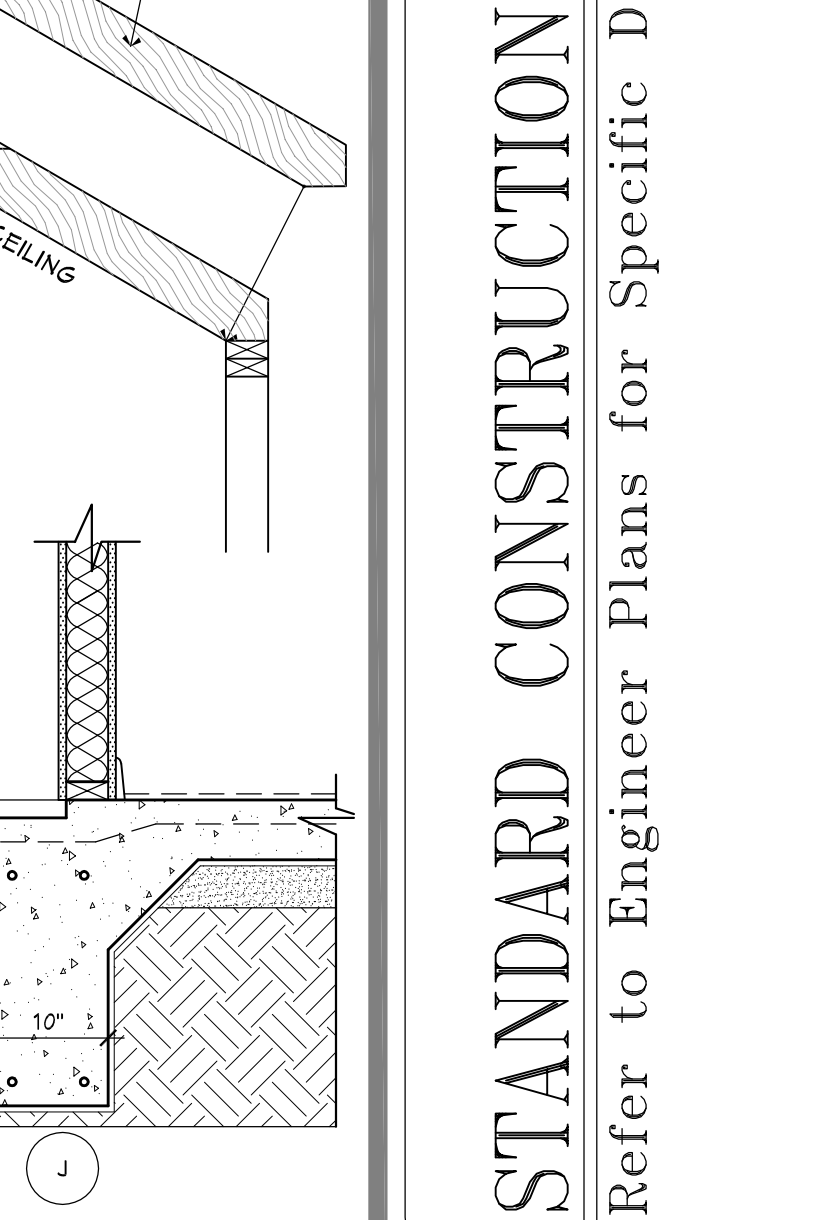 CEILING
10"
J
STANDARD CONSTRUCTION
Refer to Engineer Plans for Specific D